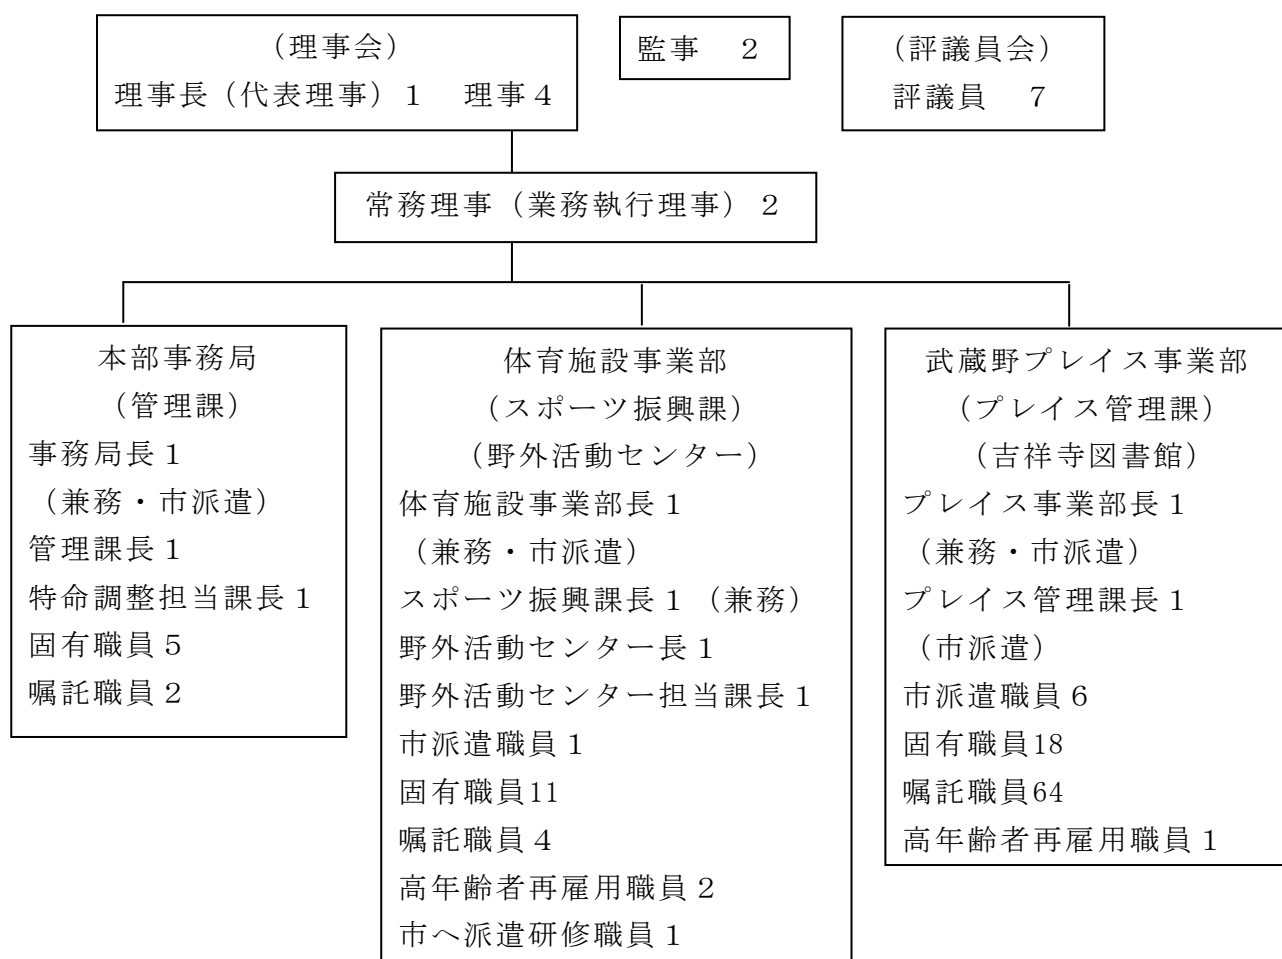 (理事会)
理事長（代表理事）１　理事４
監事　２
(評議員会)
評議員　７
常務理事（業務執行理事）２
本部事務局
（管理課）
事務局長１
（兼務・市派遣）
管理課長１
特命調整担当課長１
固有職員５
嘱託職員２
体育施設事業部
（スポーツ振興課）
（野外活動センター）
体育施設事業部長１
（兼務・市派遣）
スポーツ振興課長１（兼務）
野外活動センター長１
野外活動センター担当課長１
市派遣職員１
固有職員11
嘱託職員４
高年齢者再雇用職員２
市へ派遣研修職員１
武蔵野プレイス事業部
（プレイス管理課）
（吉祥寺図書館）
プレイス事業部長１
（兼務・市派遣）
プレイス管理課長１
（市派遣）
市派遣職員６
固有職員18
嘱託職員64
高年齢者再雇用職員１